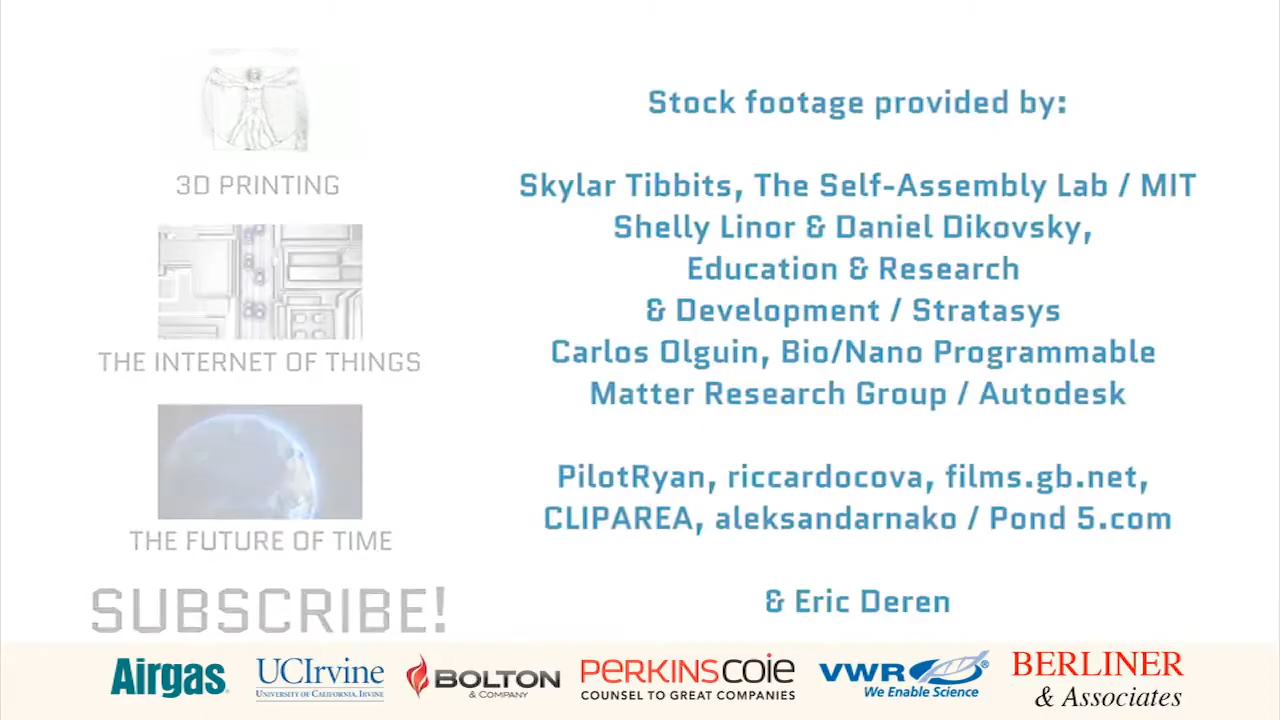 3D PRINTING
THE INTERNET OF THINGS
THE FUTURE OF TIME
SUBSCRIBE!
Stock footage provided by:
Skylar Tibbits, The Self-Assembly Lab / MIT
Shelly Linor & Daniel Dikovsky,
Education & Research
& Development / Stratasys
Carlos Olguin, Bio/Nano Programmable
Matter Research Group / Autodesk
PilotRyan, riccardocova, films.gb.net,
CLIPAREA, aleksandarnako / Pond 5.com
& Eric Deren
Airgas®
UCIrvine
UNIVERSITY OF CALIFORNIA, IRVINE
BOLTON
& COMPANY
PERKINS coie
COUNSEL TO GREAT COMPANIES
VWR®
We Enable Science
BERLINER
& Associates